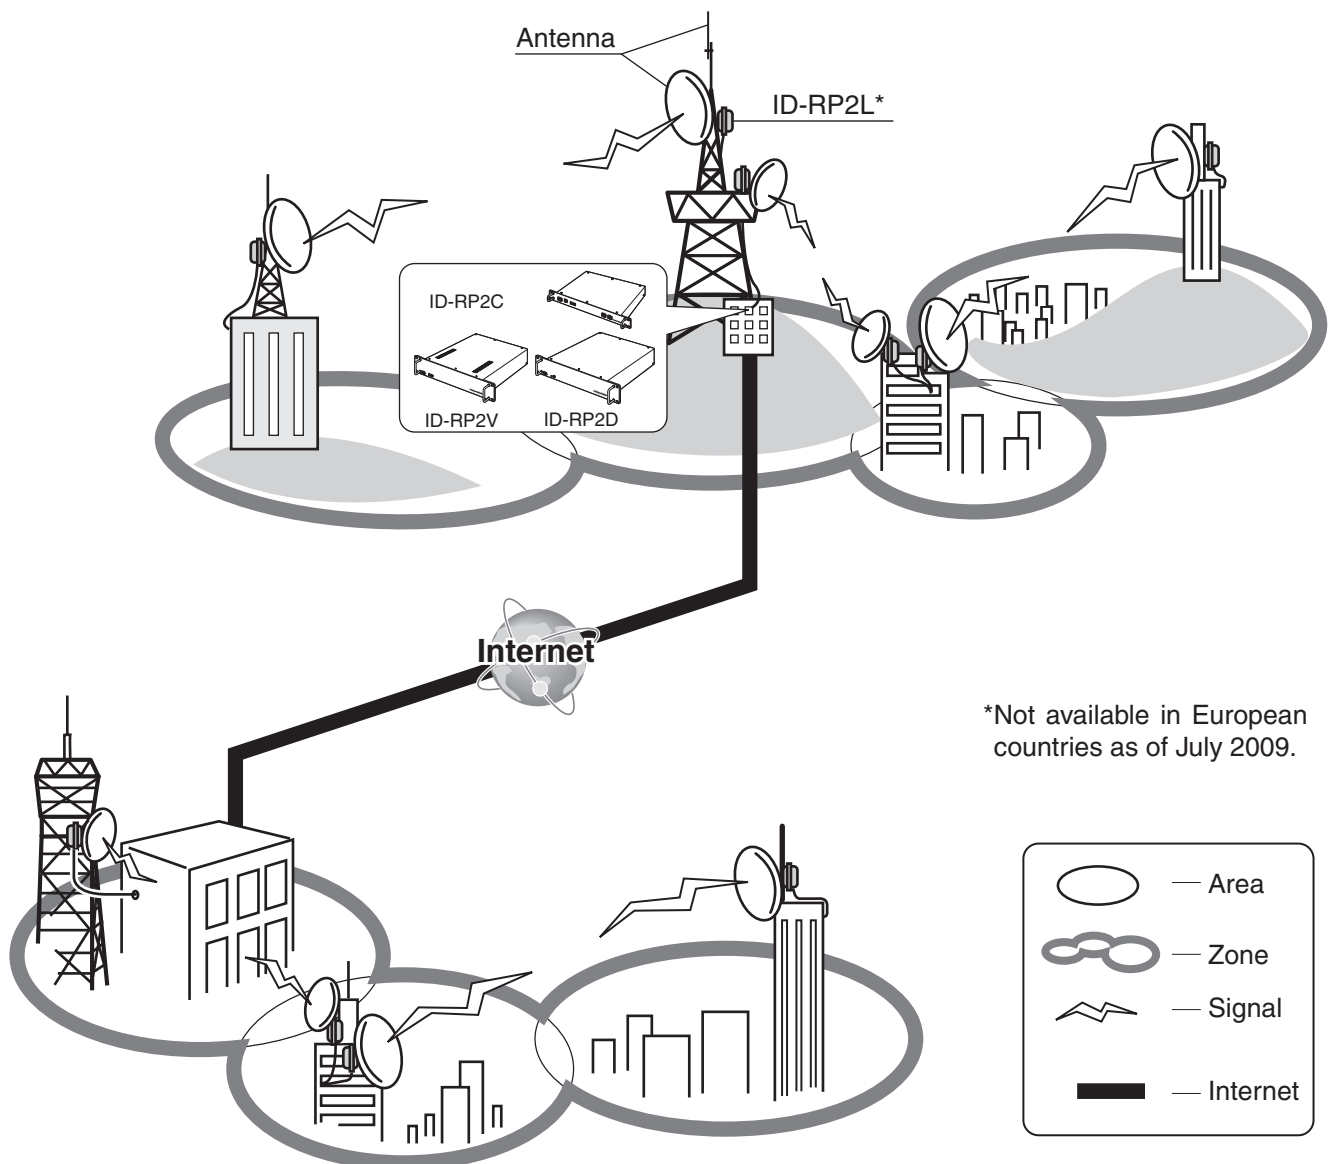 Antenna
ID-RP2L*
ID-RP2C
ID-RP2V
ID-RP2D
Internet
*Not available in European
countries as of July 2009.
Area
Zone
Signal
Internet